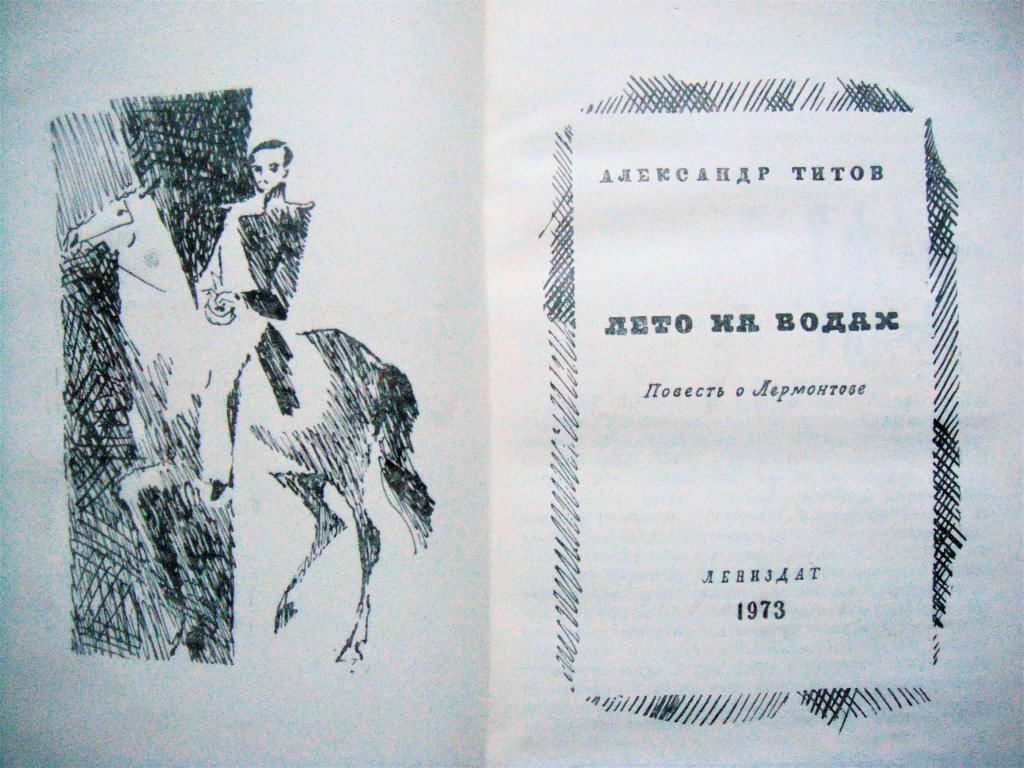 АЛЕКСАНДР ТИТОВ
ЛЕТО НА ВОДАХ
Повесть о Лермонтове
ЛЕНИЗДАТ
1973